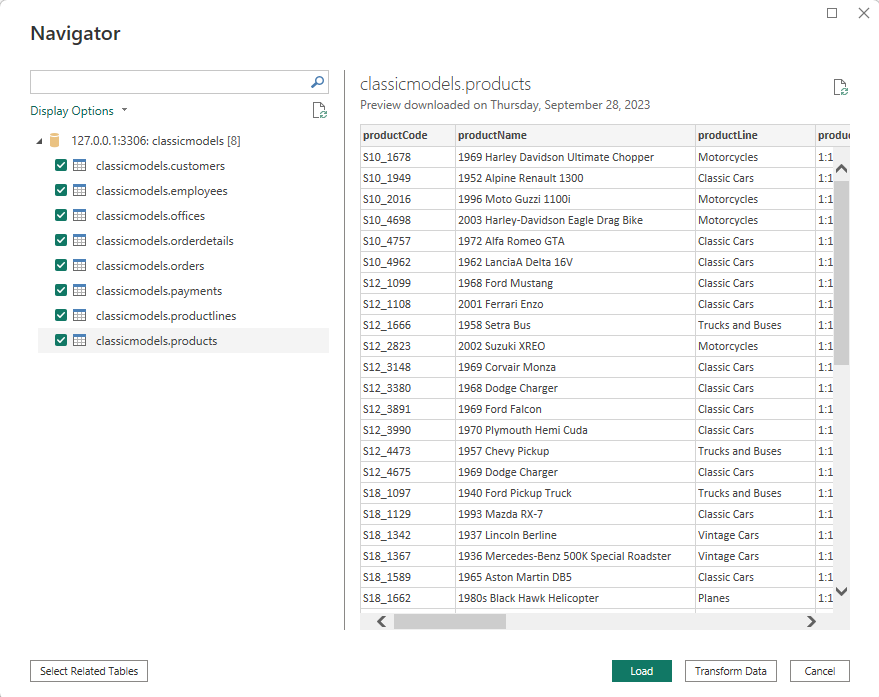 Navigator
Display Options
127.0.0.1:3306: classicmodels [8]
classicmodels.customers
classicmodels.employees
classicmodels.offices
classicmodels.orderdetails
classicmodels.orders
classicmodels.payments
classicmodels.productlines
classicmodels.products
classicmodels.products
Preview downloaded on Thursday, September 28, 2023
productCode productName productLine produc
S10_1678 1969 Harley Davidson Ultimate Chopper Motorcycles 1:1
S10_1949 1952 Alpine Renault 1300 Classic Cars 1:1
S10_2016 1996 Moto Guzzi 1100i Motorcycles 1:1
S10_4698 2003 Harley-Davidson Eagle Drag Bike Motorcycles 1:1
S10_4757 1972 Alfa Romeo GTA Classic Cars 1:1
S10_4962 1962 LanciaA Delta 16V Classic Cars 1:1
S12_1099 1968 Ford Mustang Classic Cars 1:1
S12_1108 2001 Ferrari Enzo Classic Cars 1:1
S12_1666 1958 Setra Bus Trucks and Buses 1:1
S12_2823 2002 Suzuki XREO Motorcycles 1:1
S12_3148 1969 Corvair Monza Classic Cars 1:1
S12_3380 1968 Dodge Charger Classic Cars 1:1
S12_3891 1969 Ford Falcon Classic Cars 1:1
S12_3990 1970 Plymouth Hemi Cuda Classic Cars 1:1
S12_4473 1957 Chevy Pickup Trucks and Buses 1:1
S12_4675 1969 Dodge Charger Classic Cars 1:1
S18_1097 1940 Ford Pickup Truck Trucks and Buses 1:1
S18_1129 1993 Mazda RX-7 Classic Cars 1:1
S18_1342 1937 Lincoln Berline Vintage Cars 1:1
S18_1367 1936 Mercedes-Benz 500K Special Roadster Vintage Cars 1:1
S18_1589 1965 Aston Martin DB5 Classic Cars 1:1
S18_1662 1980s Black Hawk Helicopter Planes 1:1
Select Related Tables Load Transform Data Cancel